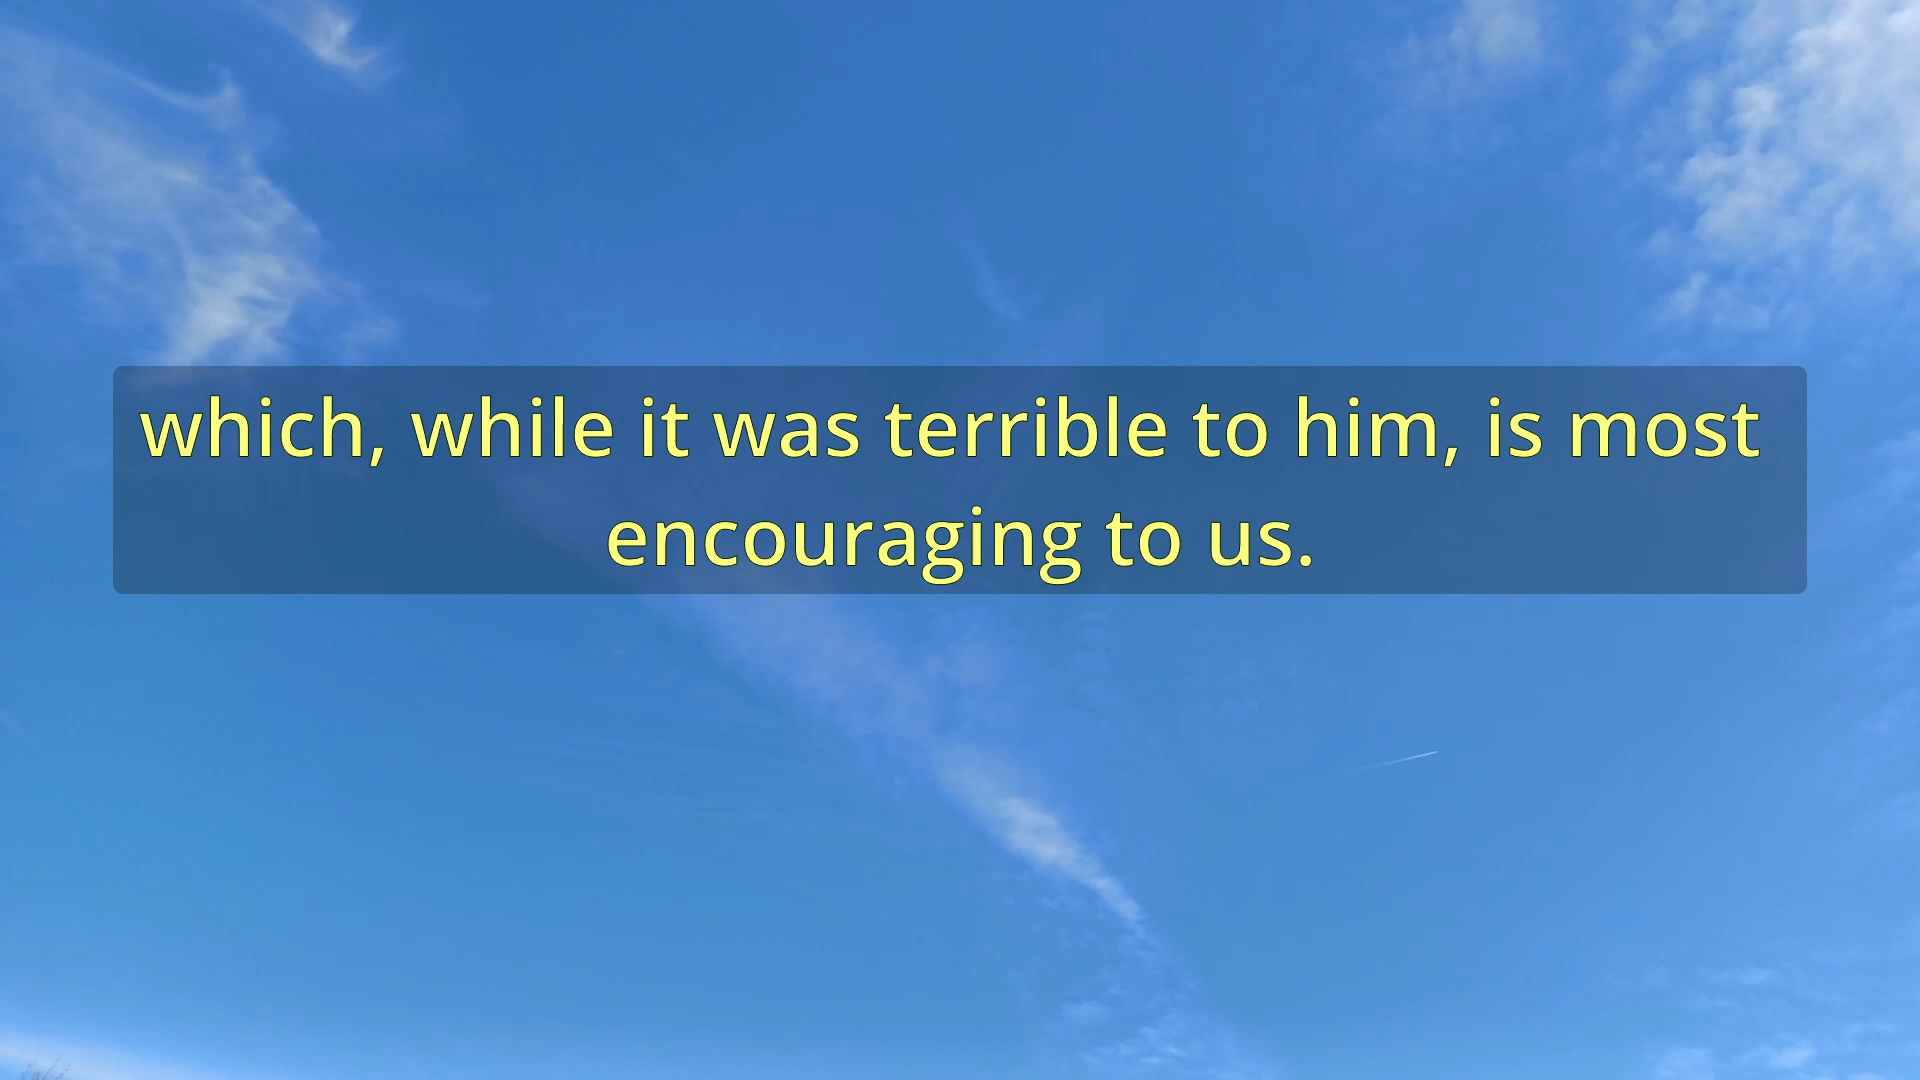 which, while it was terrible to him, is most
encouraging to us.